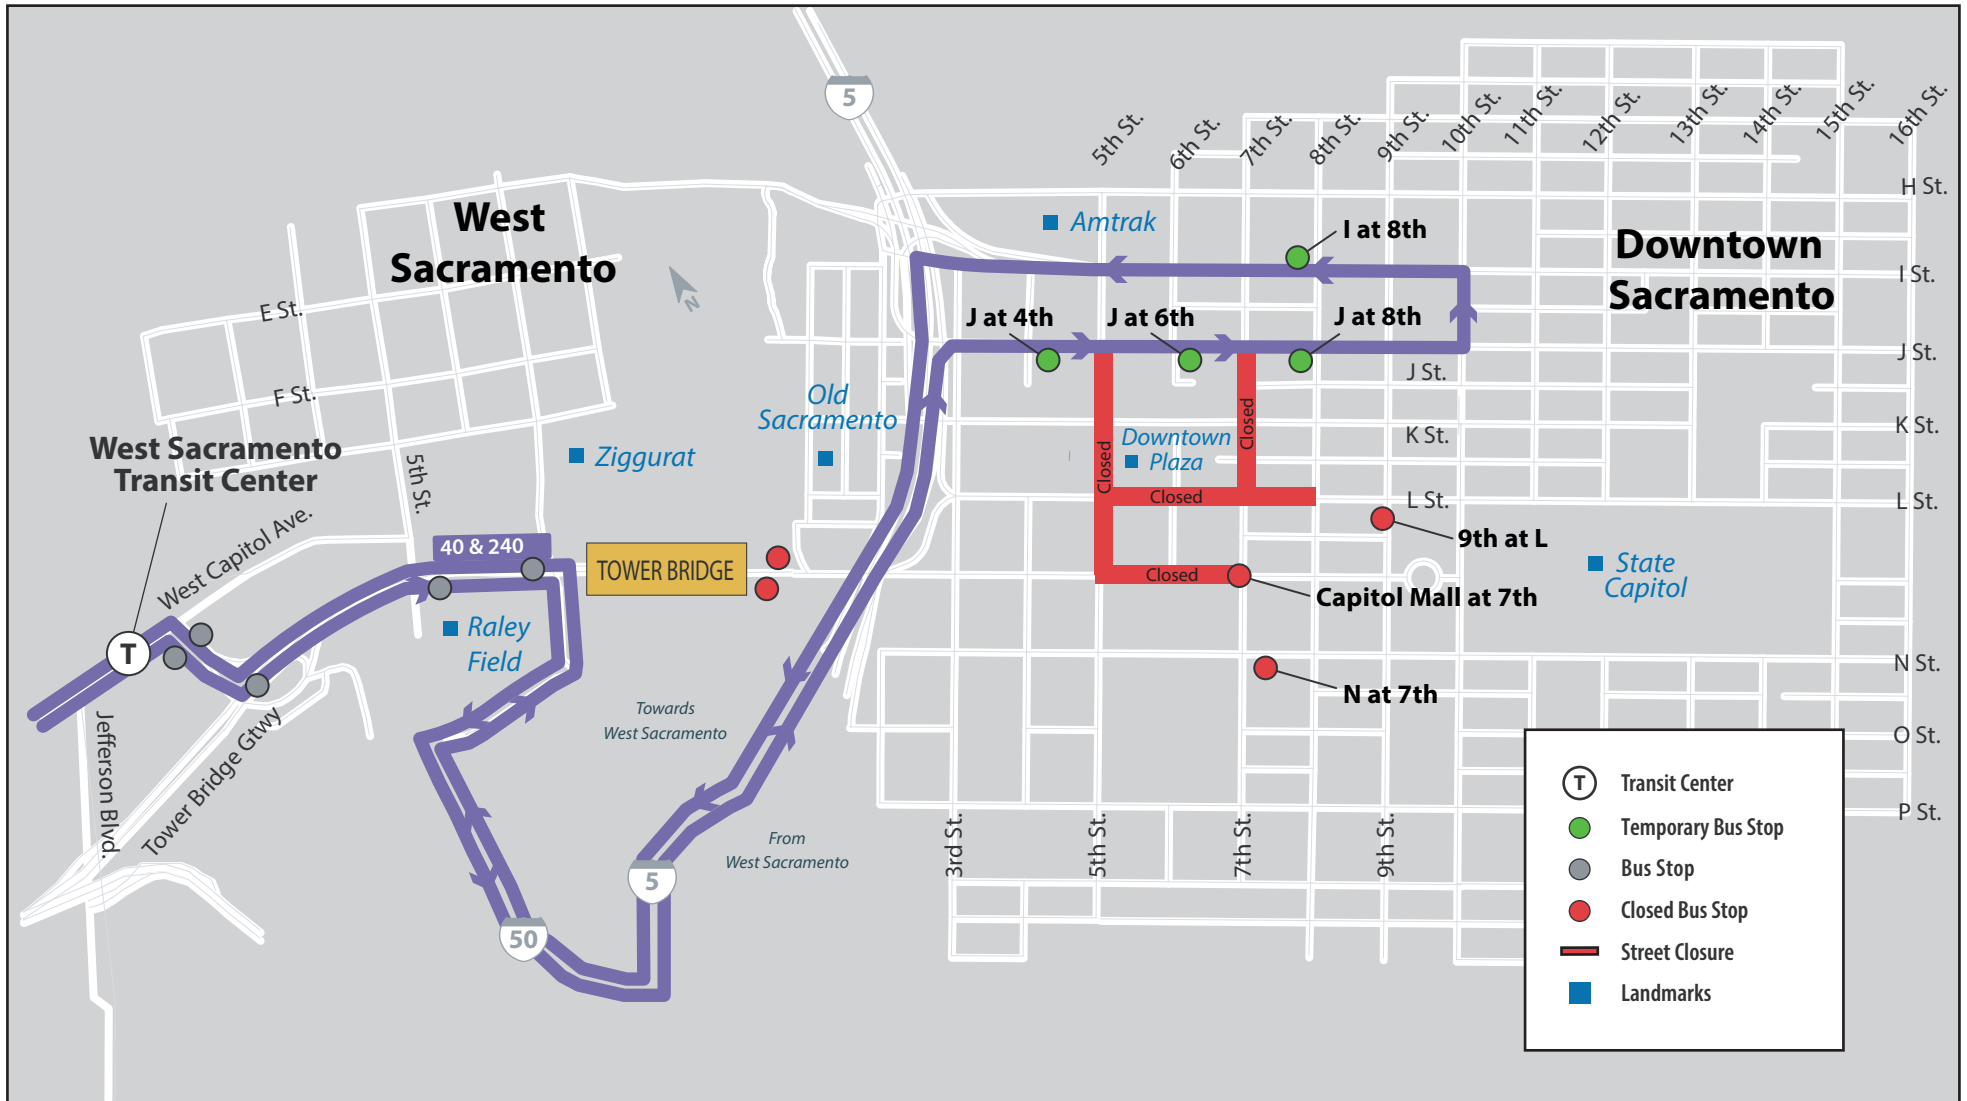 5
5th St.
6th St.
7th St.
8th St.
9th St.
10th St.
11th St.
12th St.
13th St.
14th St.
15th St.
16th St.
H St.
West
Sacramento
Amtrak
I at 8th
Downtown
Sacramento
I St.
N
E St.
J at 4th
J at 6th
J at 8th
J St.
J St.
F St.
Old
Sacramento
Closed
Closed
Downtown
Plaza
K St.
K St.
West Sacramento
Transit Center
5th St.
Ziggurat
Closed
L St.
L St.
West Capitol Ave.
40 & 240
TOWER BRIDGE
9th at L
State
Capitol
Closed
Capitol Mall at 7th
T
Raley
Field
N St.
N at 7th
Towards
West Sacramento
O St.
Jefferson Blvd.
Tower Bridge Gtwy
From
West Sacramento
3rd St.
5th St.
7th St.
9th St.
P St.
5
50
T Transit Center
Temporary Bus Stop
Bus Stop
Closed Bus Stop
Street Closure
Landmarks